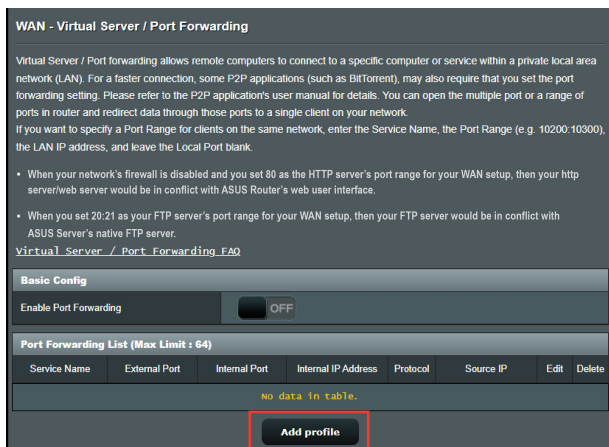 WAN - Virtual Server / Port Forwarding
Virtual Server / Port forwarding allows remote computers to connect to a specific computer or service within a private local area
network (LAN). For a faster connection, some P2P applications (such as BitTorrent), may also require that you set the port
forwarding setting. Please refer to the P2P application's user manual for details. You can open the multiple port or a range of
ports in router and redirect data through those ports to a single client on your network.
If you want to specify a Port Range for clients on the same network, enter the Service Name, the Port Range (e.g. 10200:10300),
the LAN IP address, and leave the Local Port blank.
• When your network's firewall is disabled and you set 80 as the HTTP server's port range for your WAN setup, then your http
server/web server would be in conflict with ASUS Router's web user interface.
• When you set 20:21 as your FTP server's port range for your WAN setup, then your FTP server would be in conflict with
ASUS Server's native FTP server.
Virtual Server / Port Forwarding FAQ
Basic Config
Enable Port Forwarding OFF
Port Forwarding List (Max Limit : 64)
Service Name External Port Internal Port Internal IP Address Protocol Source IP Edit Delete
No data in table.
Add profile